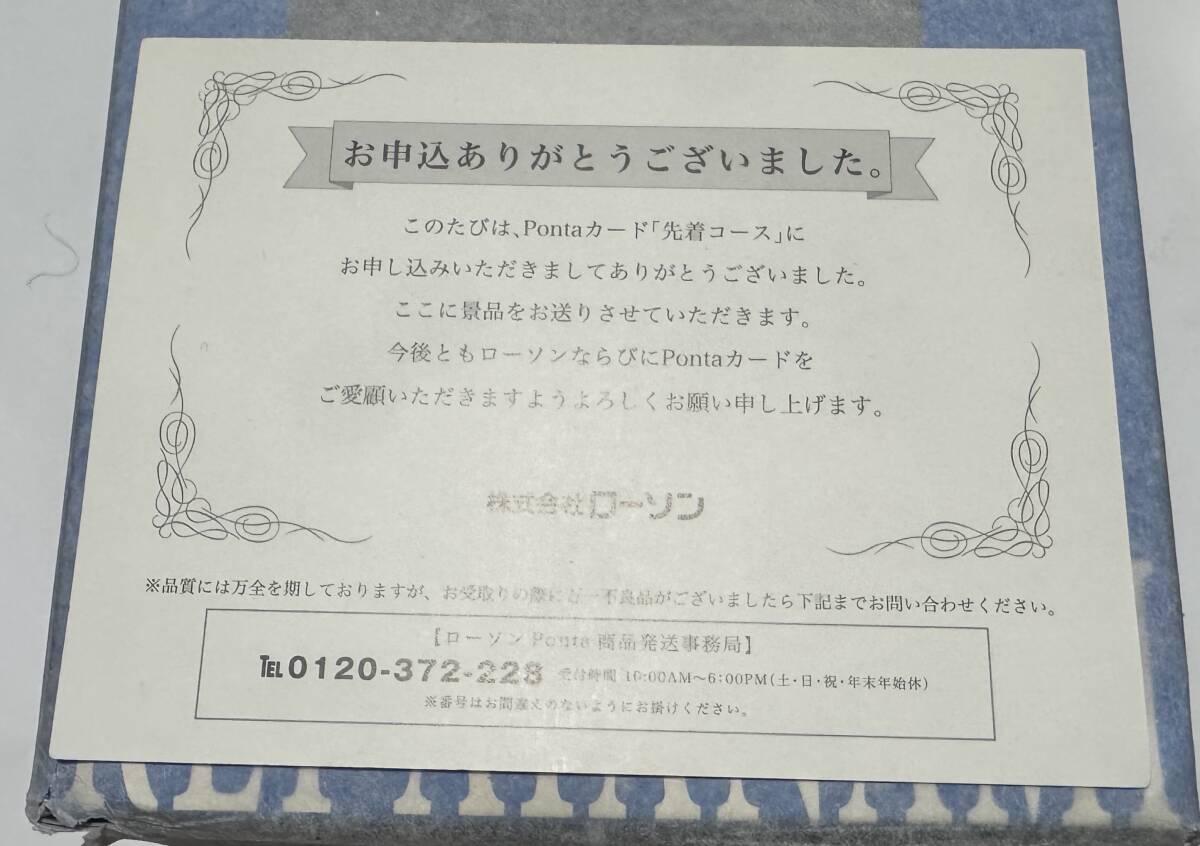 お申込ありがとうございました。
このたびは、Pontaカード「先着コース」に
お申し込みいただきましてありがとうございました。
ここに景品をお送りさせていただきます。
今後ともローソンならびにPontaカードを
ご愛顧いただきますようよろしくお願い申し上げます。
株式会社ローソン
※品質には万全を期しておりますが、お受取りの際に万一不良品がございましたら下記までお問い合わせください。
【ローソン Ponta 商品発送事務局】
TEL 0120-372-228 受付時間 10:00AM～6:00PM(土・日・祝・年末年始休)
※番号はお間違えのないようにお掛けください。